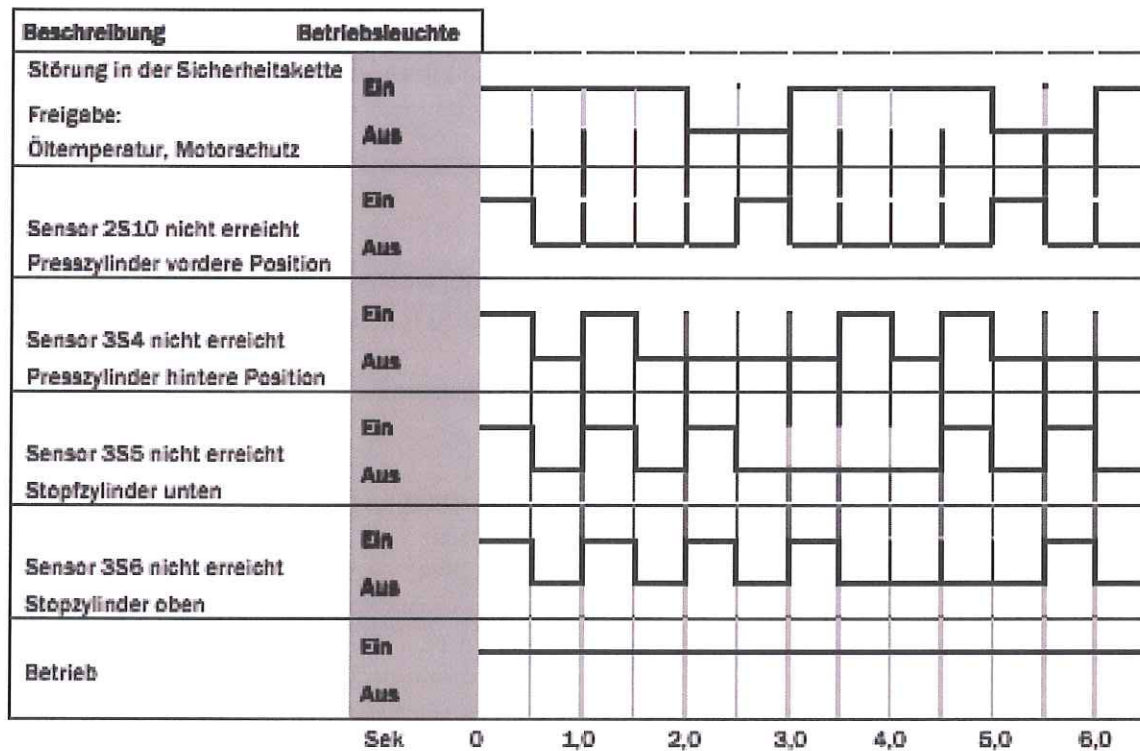 Beschreibung Betriebsleuchte
Störung in der Sicherheitskette
Ein
Freigabe:
Aus
Öltemperatur, Motorschutz
Ein
Sensor 2S10 nicht erreicht
Aus
Presszylinder vordere Position
Ein
Sensor 3S4 nicht erreicht
Aus
Presszylinder hintere Position
Ein
Sensor 3S5 nicht erreicht
Aus
Stopfzylinder unten
Ein
Sensor 3S6 nicht erreicht
Aus
Stopzylinder oben
Ein
Betrieb
Aus
Sek 0 1,0 2,0 3,0 4,0 5,0 6,0